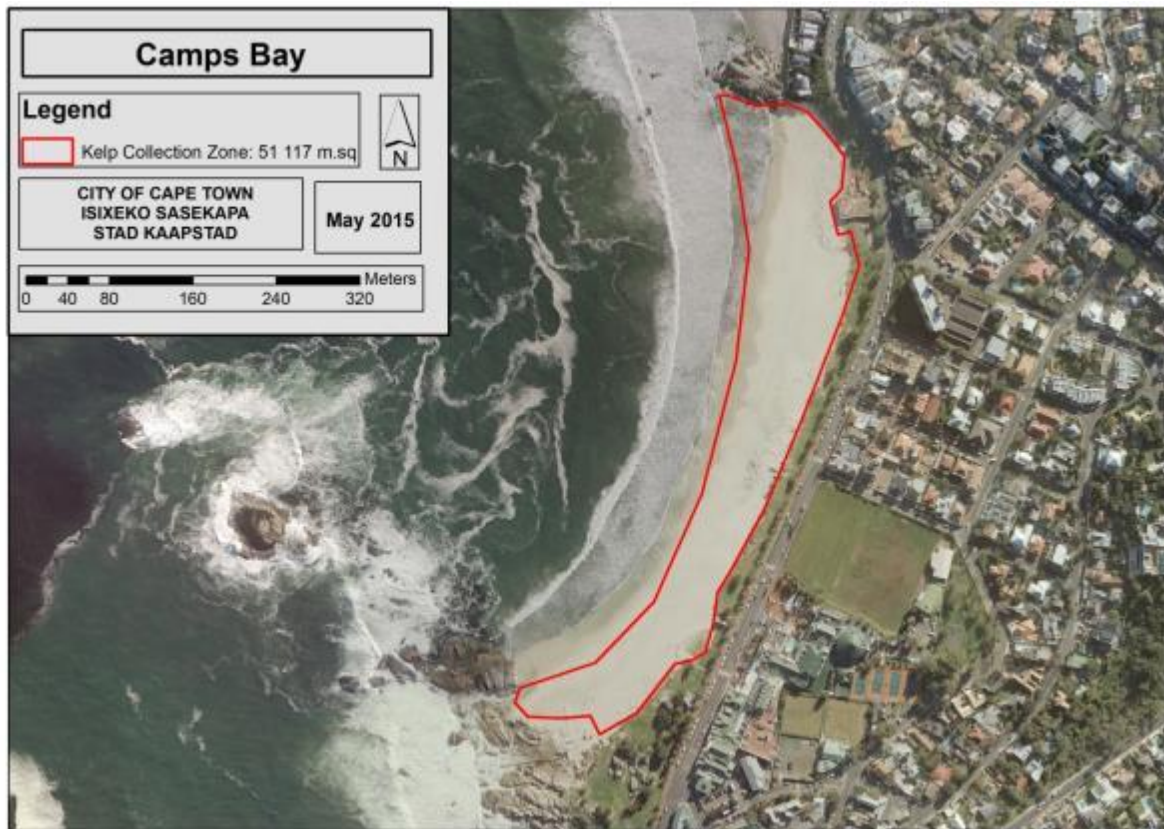 Camps Bay
Legend
Kelp Collection Zone: 51 117 m.sq
N
CITY OF CAPE TOWN
ISIXEKO SASEKAPA
STAD KAAPSTAD
May 2015
Meters
0 40 80 160 240 320